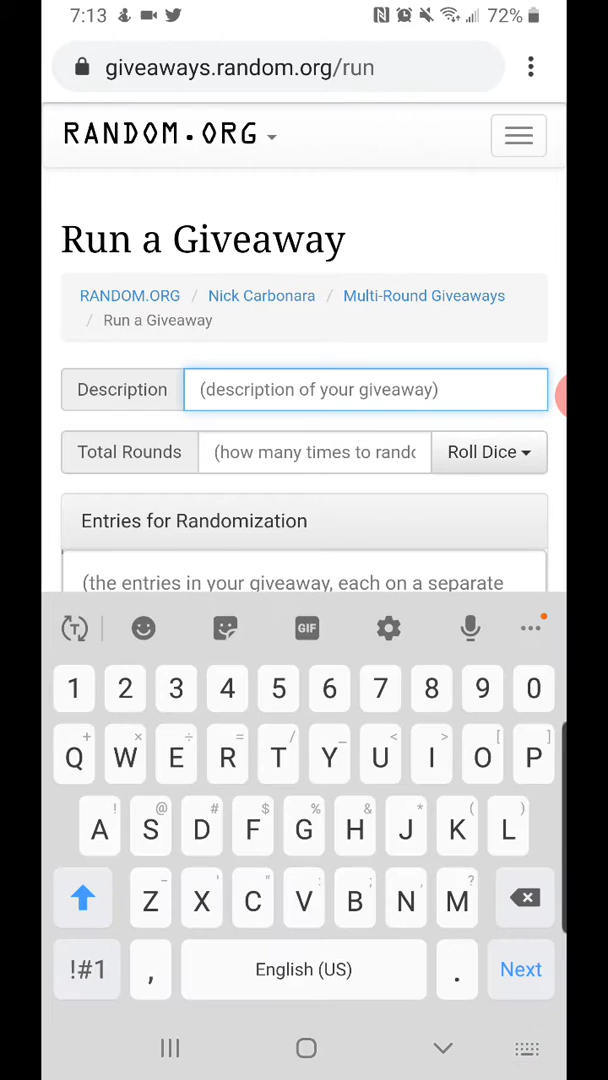 7:13 72%
giveaways.random.org/run
RANDOM.ORG
Run a Giveaway
RANDOM.ORG / Nick Carbonara / Multi-Round Giveaways
/ Run a Giveaway
Description (description of your giveaway)
Total Rounds (how many times to randc Roll Dice
Entries for Randomization
(the entries in your giveaway, each on a separate
T GIF ...
1 2 3 4 5 6 7 8 9 0
+ × ÷ = / _ < > [ ]
Q W E R T Y U I O P
! @ # $ % & * ( )
A S D F G H J K L
- ' " : ; , ?
Z X C V B N M
!#1 , English (US) . Next